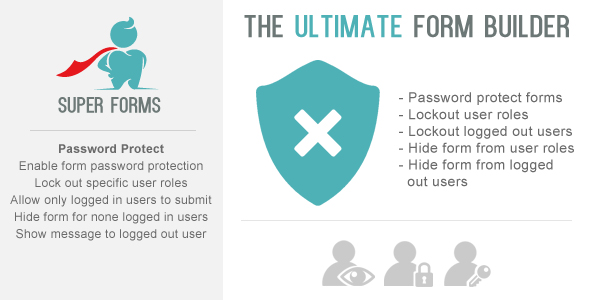 SUPER FORMS
Password Protect
Enable form password protection
Lock out specific user roles
Allow only logged in users to submit
Hide form for none logged in users
Show message to logged out user
THE ULTIMATE FORM BUILDER
- Password protect forms
- Lockout user roles
- Lockout logged out users
- Hide form from user roles
- Hide form from logged
out users